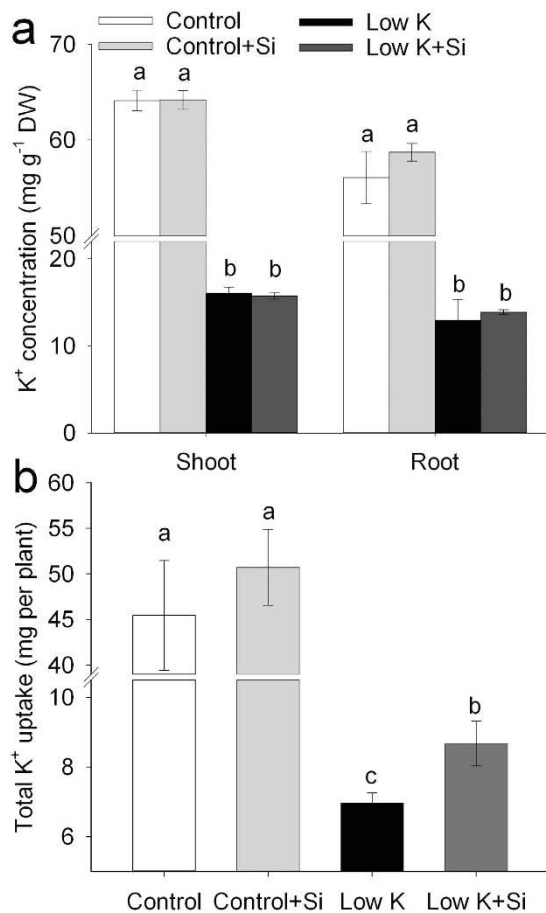 a
Control
Low K
Control+Si
Low K+Si
K⁺ concentration (mg g⁻¹ DW)
70
60
50
20
10
0
a a
b b
a a
b b
Shoot Root
b
Total K⁺ uptake (mg per plant)
60
55
50
45
40
8
6
a
a
c
b
Control Control+Si Low K Low K+Si